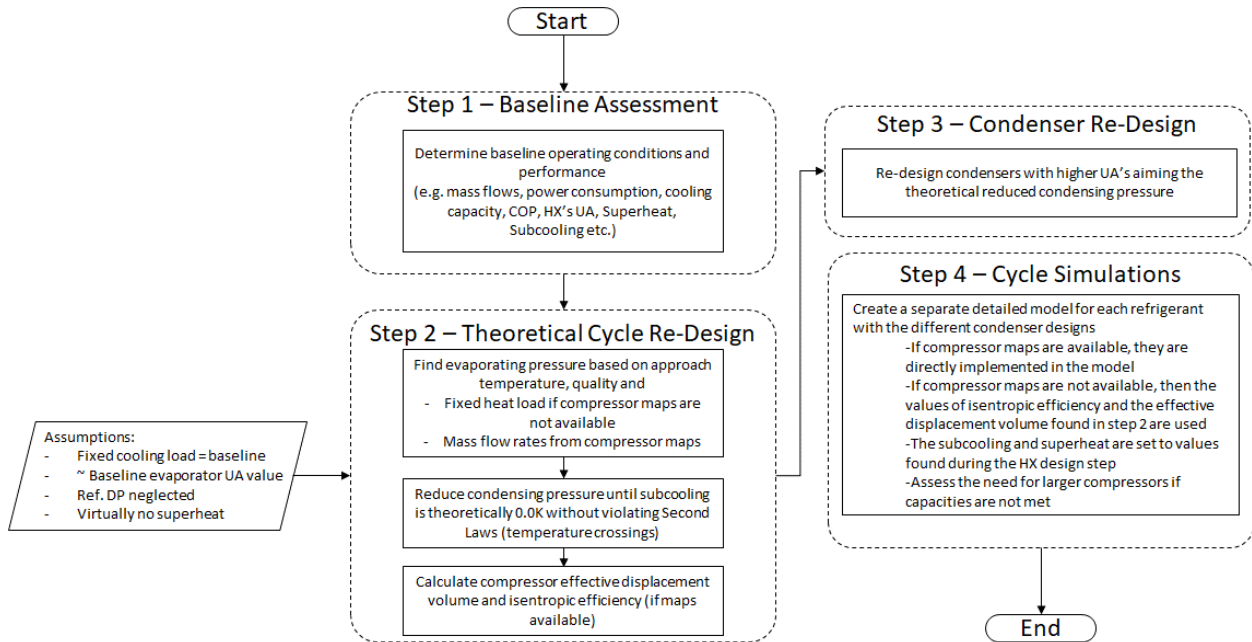 Start
Step 1 – Baseline Assessment
Determine baseline operating conditions and
performance
(e.g. mass flows, power consumption, cooling
capacity, COP, HX's UA, Superheat,
Subcooling etc.)
Step 2 – Theoretical Cycle Re-Design
Find evaporating pressure based on approach
temperature, quality and
- Fixed heat load if compressor maps are
not available
- Mass flow rates from compressor maps
Assumptions:
- Fixed cooling load = baseline
- ~ Baseline evaporator UA value
- Ref. DP neglected
- Virtually no superheat
Reduce condensing pressure until subcooling
is theoretically 0.0K without violating Second
Laws (temperature crossings)
Calculate compressor effective displacement
volume and isentropic efficiency (if maps
available)
Step 3 – Condenser Re-Design
Re-design condensers with higher UA's aiming the
theoretical reduced condensing pressure
Step 4 – Cycle Simulations
Create a separate detailed model for each refrigerant
with the different condenser designs
-If compressor maps are available, they are
directly implemented in the model
-If compressor maps are not available, then the
values of isentropic efficiency and the effective
displacement volume found in step 2 are used
-The subcooling and superheat are set to values
found during the HX design step
-Assess the need for larger compressors if
capacities are not met
End